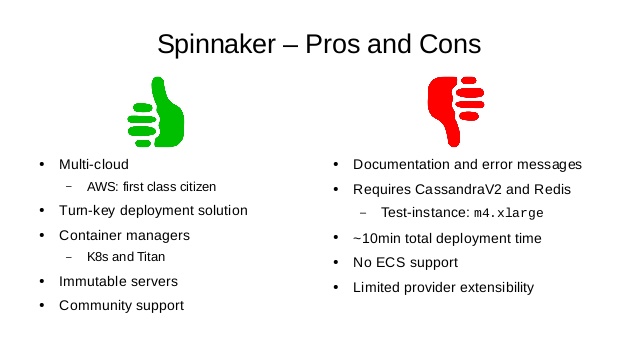 Spinnaker – Pros and Cons
• Multi-cloud
– AWS: first class citizen
• Turn-key deployment solution
• Container managers
– K8s and Titan
• Immutable servers
• Community support
• Documentation and error messages
• Requires CassandraV2 and Redis
– Test-instance: m4.xlarge
• ~10min total deployment time
• No ECS support
• Limited provider extensibility